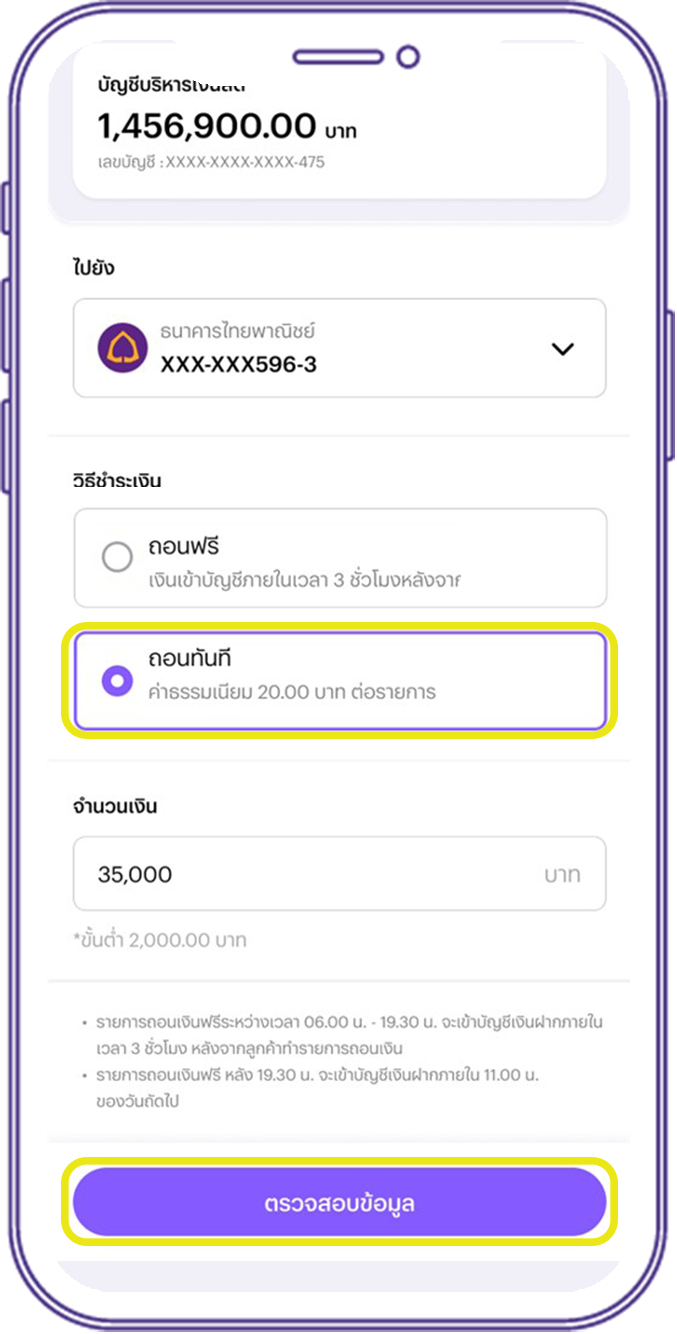 บัญชีบริหารเงินสด
1,456,900.00 บาท
เลขบัญชี :XXXX-XXXX-XXXX-475
ไปยัง
ธนาคารไทยพาณิชย์
XXX-XXX596-3
วิธีชำระเงิน
ถอนฟรี
เงินเข้าบัญชีภายในเวลา 3 ชั่วโมงหลังจาก
ถอนทันที
ค่าธรรมเนียม 20.00 บาท ต่อรายการ
จำนวนเงิน
35,000 บาท
*ขั้นต่ำ 2,000.00 บาท
• รายการถอนเงินฟรีระหว่างเวลา 06.00 น. - 19.30 น. จะเข้าบัญชีเงินฝากภายใน
เวลา 3 ชั่วโมง หลังจากลูกค้าทำรายการถอนเงิน
• รายการถอนเงินฟรี หลัง 19.30 น. จะเข้าบัญชีเงินฝากภายใน 11.00 น.
ของวันถัดไป
ตรวจสอบข้อมูล